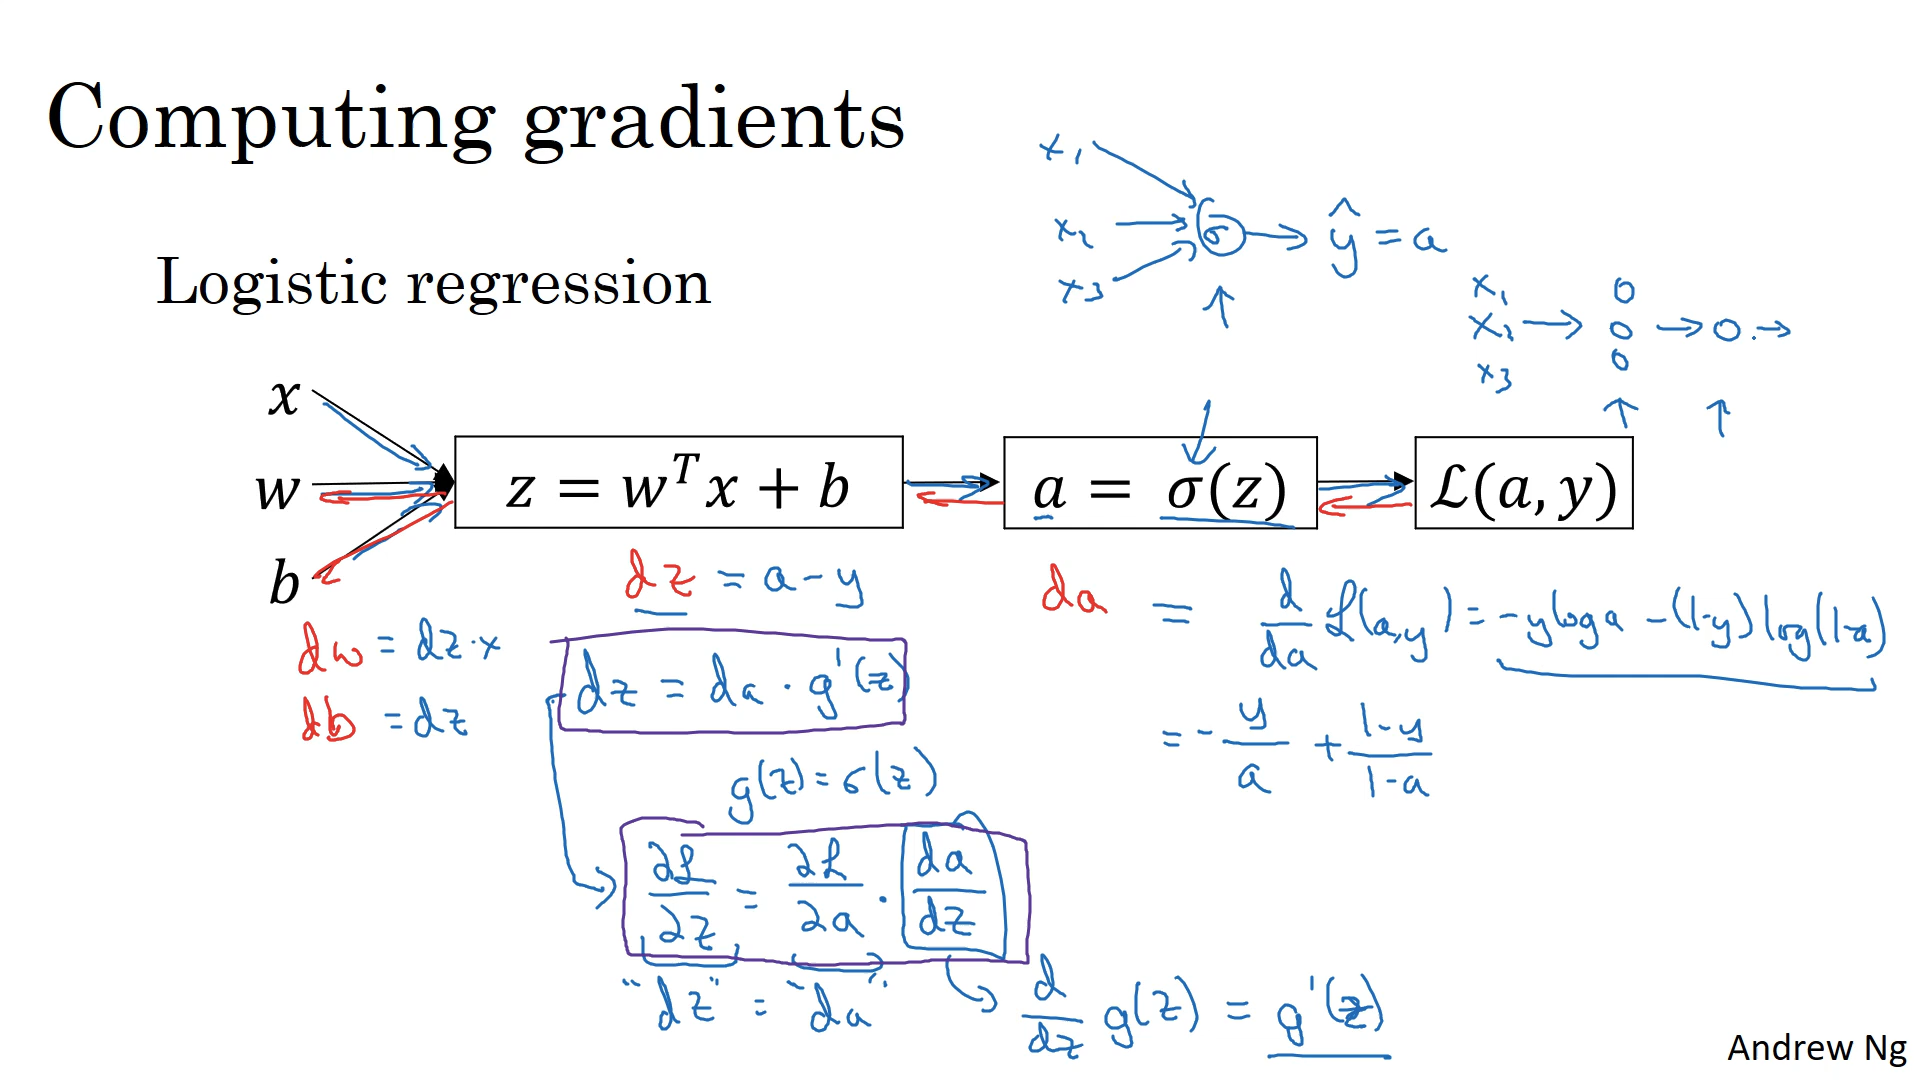 Computing gradients
Logistic regression
x₁
x₂
x₃
σ
ŷ = a
x₁
x₂
x₃
x
w
b
z = wᵀx + b
a = σ(z)
ℒ(a, y)
dz = a - y
da = d/da ℒ(a,y) = -y log a - (1-y) log(1-a)
= - y/a + 1-y/1-a
dw = dz·x
db = dz
dz = da · g'(z)
g(z) = σ(z)
∂ℒ/∂z = ∂ℒ/∂a · da/dz
"dz" = "da"
d/dz g(z) = g'(z)
Andrew Ng